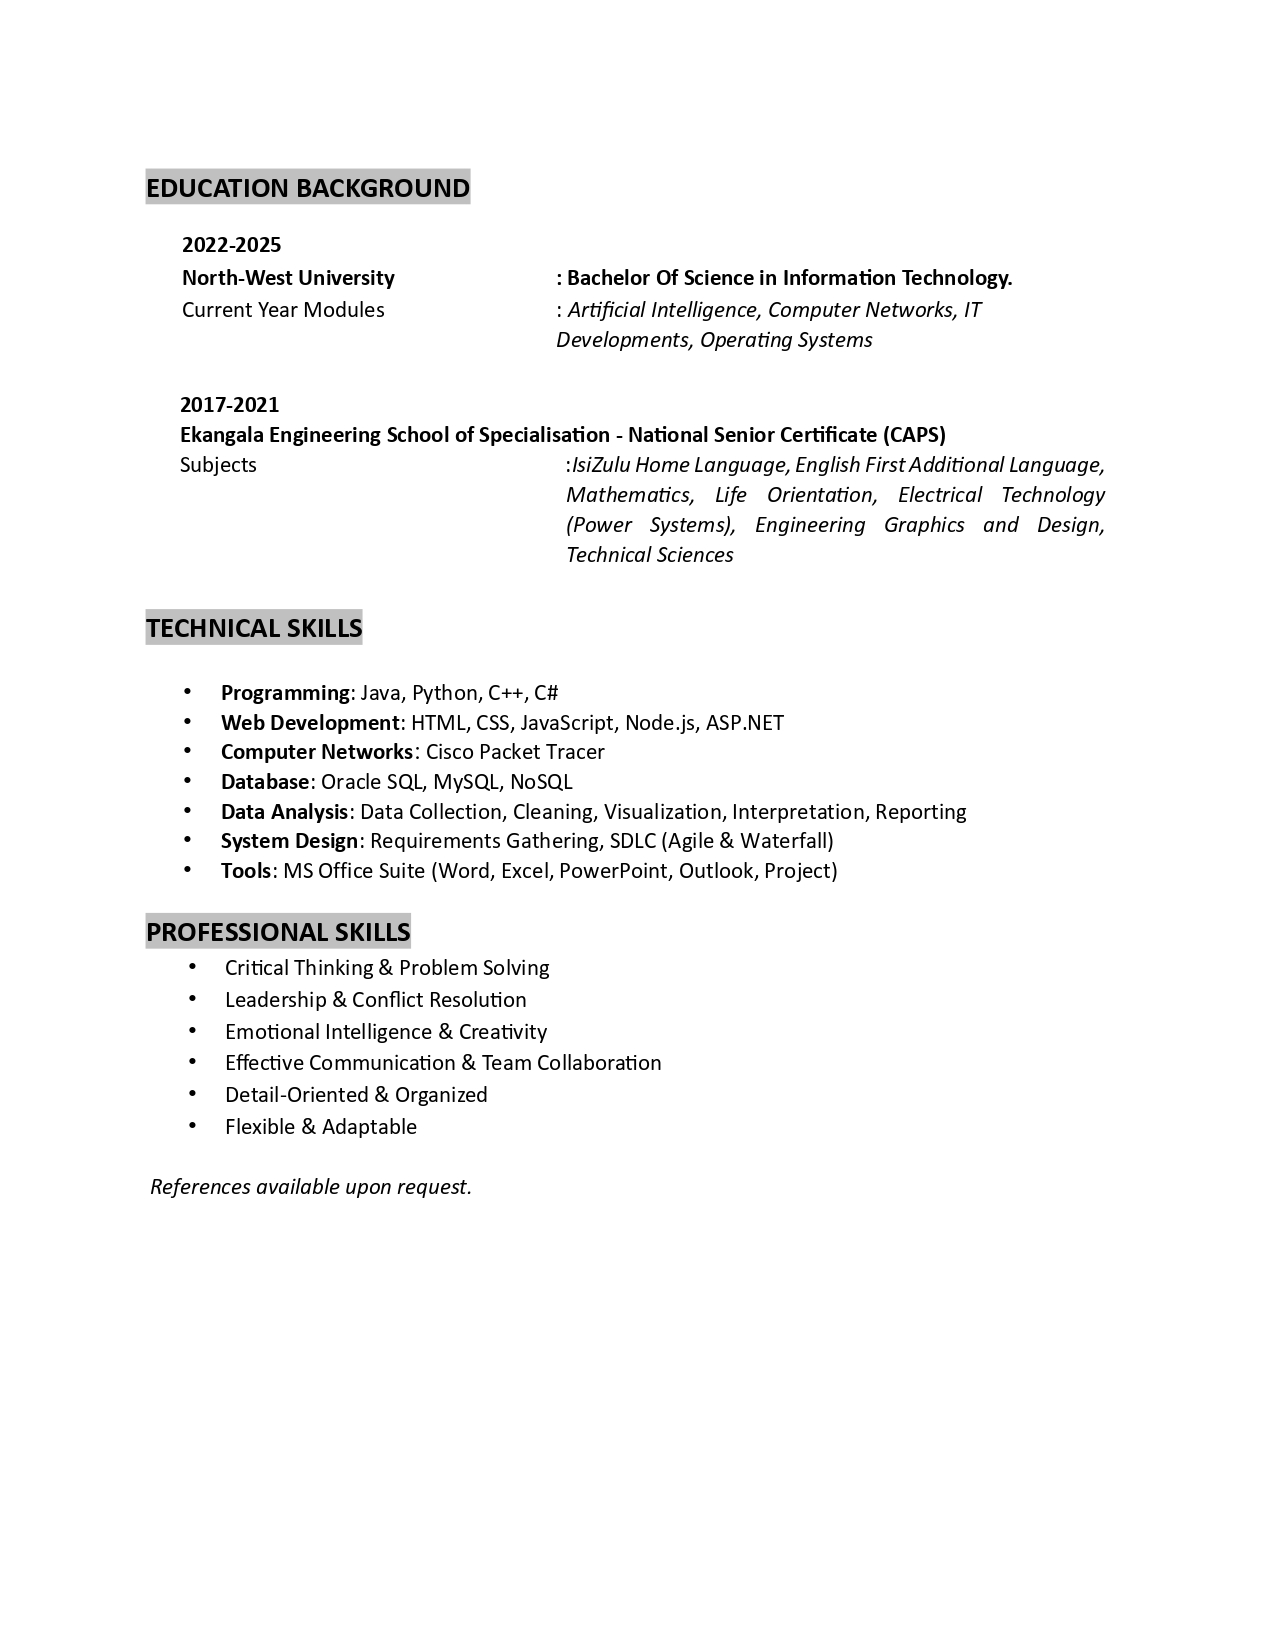 EDUCATION BACKGROUND
2022-2025
North-West University : Bachelor Of Science in Information Technology.
Current Year Modules : Artificial Intelligence, Computer Networks, IT
Developments, Operating Systems
2017-2021
Ekangala Engineering School of Specialisation - National Senior Certificate (CAPS)
Subjects :IsiZulu Home Language, English First Additional Language,
Mathematics, Life Orientation, Electrical Technology
(Power Systems), Engineering Graphics and Design,
Technical Sciences
TECHNICAL SKILLS
• Programming: Java, Python, C++, C#
• Web Development: HTML, CSS, JavaScript, Node.js, ASP.NET
• Computer Networks: Cisco Packet Tracer
• Database: Oracle SQL, MySQL, NoSQL
• Data Analysis: Data Collection, Cleaning, Visualization, Interpretation, Reporting
• System Design: Requirements Gathering, SDLC (Agile & Waterfall)
• Tools: MS Office Suite (Word, Excel, PowerPoint, Outlook, Project)
PROFESSIONAL SKILLS
• Critical Thinking & Problem Solving
• Leadership & Conflict Resolution
• Emotional Intelligence & Creativity
• Effective Communication & Team Collaboration
• Detail-Oriented & Organized
• Flexible & Adaptable
References available upon request.